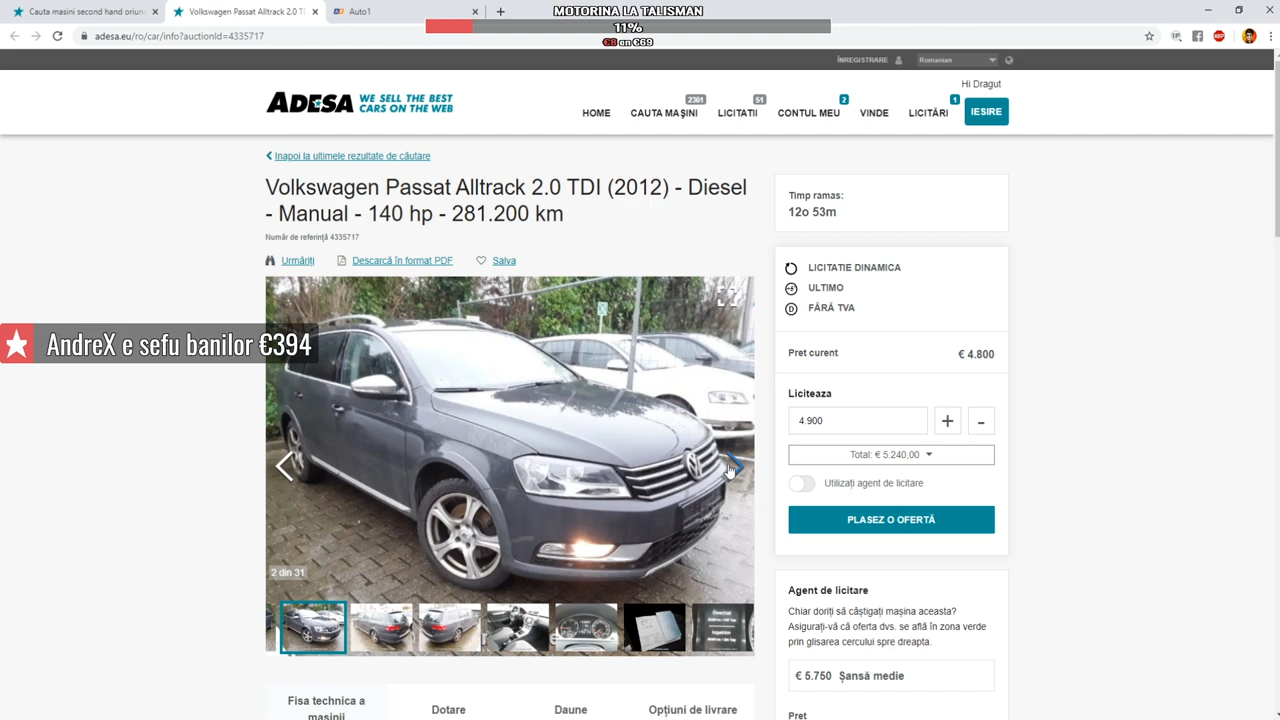 Cauta masini second hand oriun
Volkswagen Passat Alltrack 2.0 TD
Auto1
MOTORINA LA TALISMAN
11%
€8 an €69
adesa.eu/ro/car/info?auctionId=4335717
ABP
ÎNREGISTRARE
Romanian
ADESA WE SELL THE BEST CARS ON THE WEB
Hi Dragut
HOME
CAUTA MAȘINI 2361
LICITATII 51
CONTUL MEU 2
VINDE
LICITĂRI 1
IESIRE
Inapoi la ultimele rezultate de căutare
Volkswagen Passat Alltrack 2.0 TDI (2012) - Diesel
- Manual - 140 hp - 281.200 km
Număr de referință 4335717
Urmăriți
Descarcă în format PDF
Salva
AndreX e sefu banilor €394
2 din 31
Fisa technica a
masinii
Dotare
Daune
Opțiuni de livrare
Timp ramas:
12o 53m
LICITATIE DINAMICA
ULTIMO
FĂRĂ TVA
Pret curent
€ 4.800
Liciteaza
4.900
+
-
Total: € 5.240,00
Utilizați agent de licitare
PLASEZ O OFERTĂ
Agent de licitare
Chiar doriți să câștigați mașina aceasta?
Asigurați-vă că oferta dvs. se află în zona verde
prin glisarea cercului spre dreapta.
€ 5.750 Șansă medie
Pret